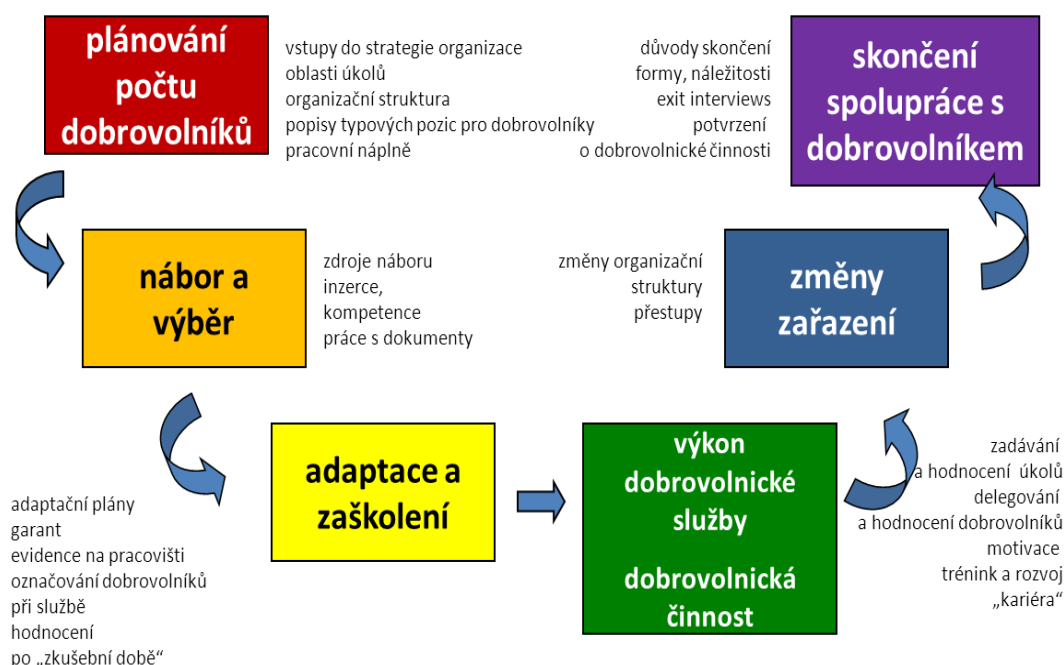 plánování
počtu
dobrovolníků
vstupy do strategie organizace
oblasti úkolů
organizační struktura
popisy typových pozic pro dobrovolníky
pracovní náplně
důvody skončení
formy, náležitosti
exit interviews
potvrzení
o dobrovolnické činnosti
skončení
spolupráce s
dobrovolníkem
nábor a
výběr
zdroje náboru
inzerce,
kompetence
práce s dokumenty
změny organizační
struktury
přestupy
změny
zařazení
adaptační plány
garant
evidence na pracovišti
označování dobrovolníků
při službě
hodnocení
po „zkušební době“
adaptace a
zaškolení
výkon
dobrovolnické
služby
dobrovolnická
činnost
zadávání
a hodnocení úkolů
delegování
a hodnocení dobrovolníků
motivace
trénink a rozvoj
„kariéra“